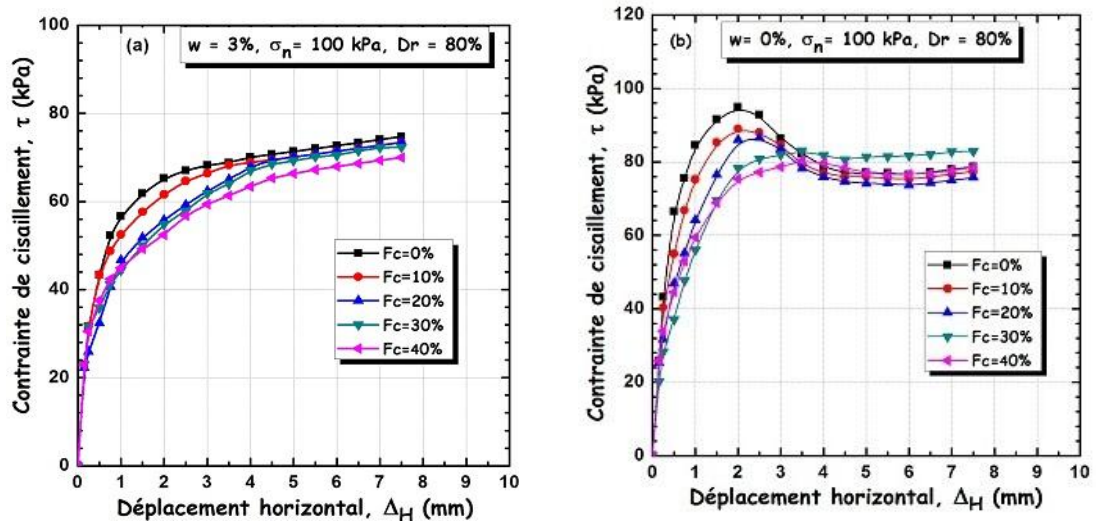 (a)
w = 3%, σn= 100 kPa, Dr = 80%
Contrainte de cisaillement, τ (kPa)
100
80
60
40
20
0
Fc=0%
Fc=10%
Fc=20%
Fc=30%
Fc=40%
0 1 2 3 4 5 6 7 8 9 10
Déplacement horizontal, ΔH (mm)
(b)
w= 0%, σn= 100 kPa, Dr = 80%
Contrainte de cisaillement, τ (kPa)
120
100
80
60
40
20
0
Fc=0%
Fc=10%
Fc=20%
Fc=30%
Fc=40%
0 1 2 3 4 5 6 7 8 9 10
Déplacement horizontal, ΔH (mm)